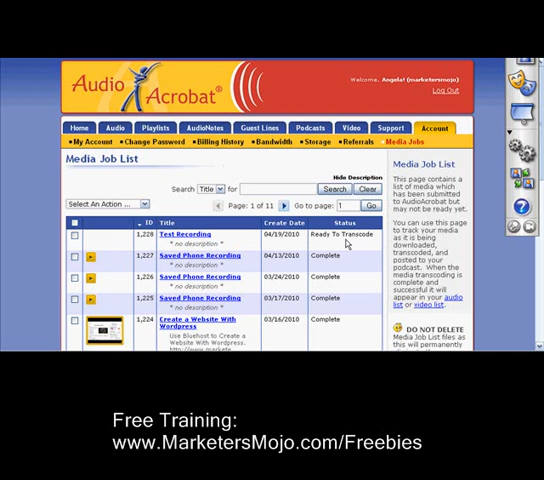 Audio Acrobat®
Welcome, Angela! (marketersmojo)
Log Out
Home Audio Playlists AudioNotes Guest Lines Podcasts Video Support Account
My Account Change Password Billing History Bandwidth Storage Referrals Media Jobs
Media Job List
Hide Description
Search Title for Search Clear
Select An Action ... Page: 1 of 11 Go to page: 1 Go
ID Title Create Date Status
1,228 Test Recording 04/19/2010 Ready To Transcode
* no description *
1,227 Saved Phone Recording 04/13/2010 Complete
* no description *
1,226 Saved Phone Recording 03/24/2010 Complete
* no description *
1,225 Saved Phone Recording 03/17/2010 Complete
* no description *
1,224 Create a Website With 03/16/2010 Complete
Wordpress
Use Bluehost to Create a
Website With Wordpress.
http://www.markete
Media Job List
This page contains a
list of media which has
been submitted to
AudioAcrobat but
may not be ready yet.
You can use this
page to track your
media as it is being
downloaded,
transcoded, and
posted to your
podcast. When the
media transcoding is
complete and
successful it will
appear in your audio
list or video list.
DO NOT DELETE
Media Job List files as
this will permanently
Free Training:
www.MarketersMojo.com/Freebies